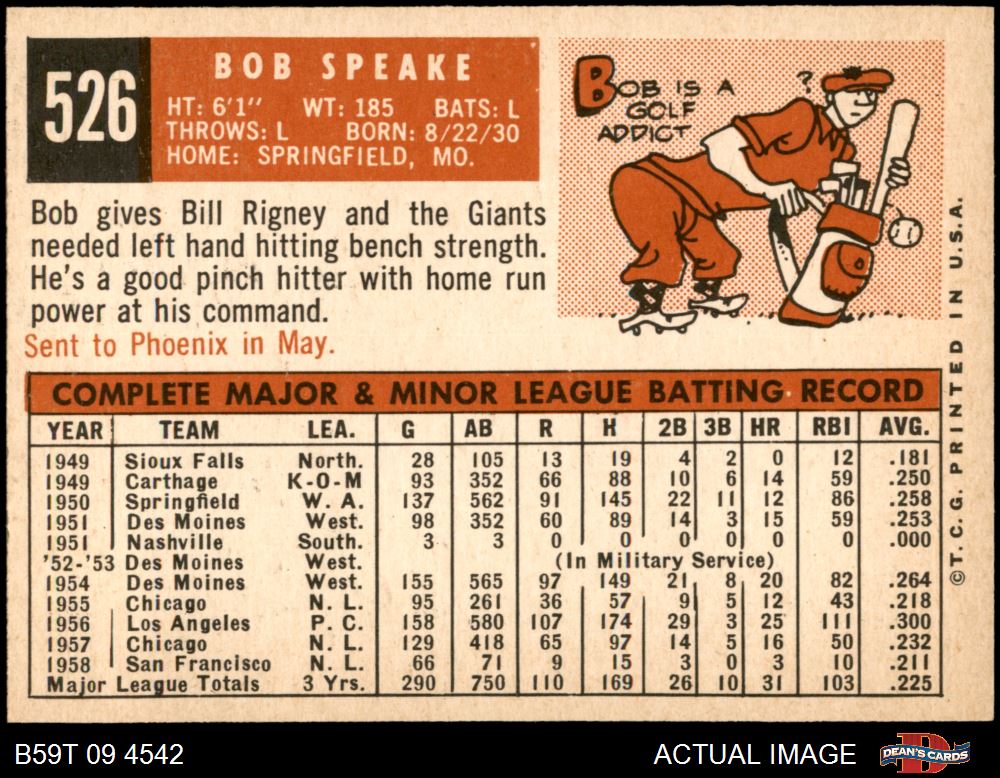 526
BOB SPEAKE
HT: 6'1" WT: 185 BATS: L
THROWS: L BORN: 8/22/30
HOME: SPRINGFIELD, MO.
BOB IS A
GOLF
ADDICT
?
Bob gives Bill Rigney and the Giants
needed left hand hitting bench strength.
He's a good pinch hitter with home run
power at his command.
Sent to Phoenix in May.
COMPLETE MAJOR & MINOR LEAGUE BATTING RECORD
YEAR TEAM LEA. G AB R H 2B 3B HR RBI AVG.
1949 Sioux Falls North. 28 105 13 19 4 2 0 12 .181
1949 Carthage K-O-M 93 352 66 88 10 6 14 59 .250
1950 Springfield W. A. 137 562 91 145 22 11 12 86 .258
1951 Des Moines West. 98 352 60 89 14 3 15 59 .253
1951 Nashville South. 3 3 0 0 0 0 0 0 .000
'52-'53 Des Moines West. (In Military Service)
1954 Des Moines West. 155 565 97 149 21 8 20 82 .264
1955 Chicago N. L. 95 261 36 57 9 5 12 43 .218
1956 Los Angeles P. C. 158 580 107 174 29 3 25 111 .300
1957 Chicago N. L. 129 418 65 97 14 5 16 50 .232
1958 San Francisco N. L. 66 71 9 15 3 0 3 10 .211
Major League Totals 3 Yrs. 290 750 110 169 26 10 31 103 .225
© T. C. G. PRINTED IN U.S.A.
B59T 09 4542
ACTUAL IMAGE
DEAN'S CARDS